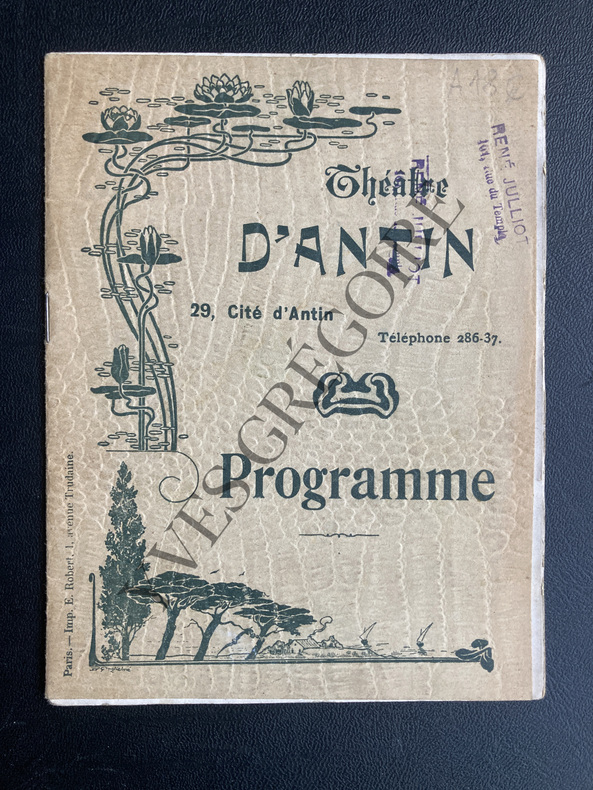 A182
RENÉ JULLIOT
101, rue du Temple
Théâtre
D'ANTIN
29, Cité d'Antin
Téléphone 286-37.
Programme
Paris. — Imp. E. Robert, 1, avenue Trudaine.
YVES GRÉGOIRE